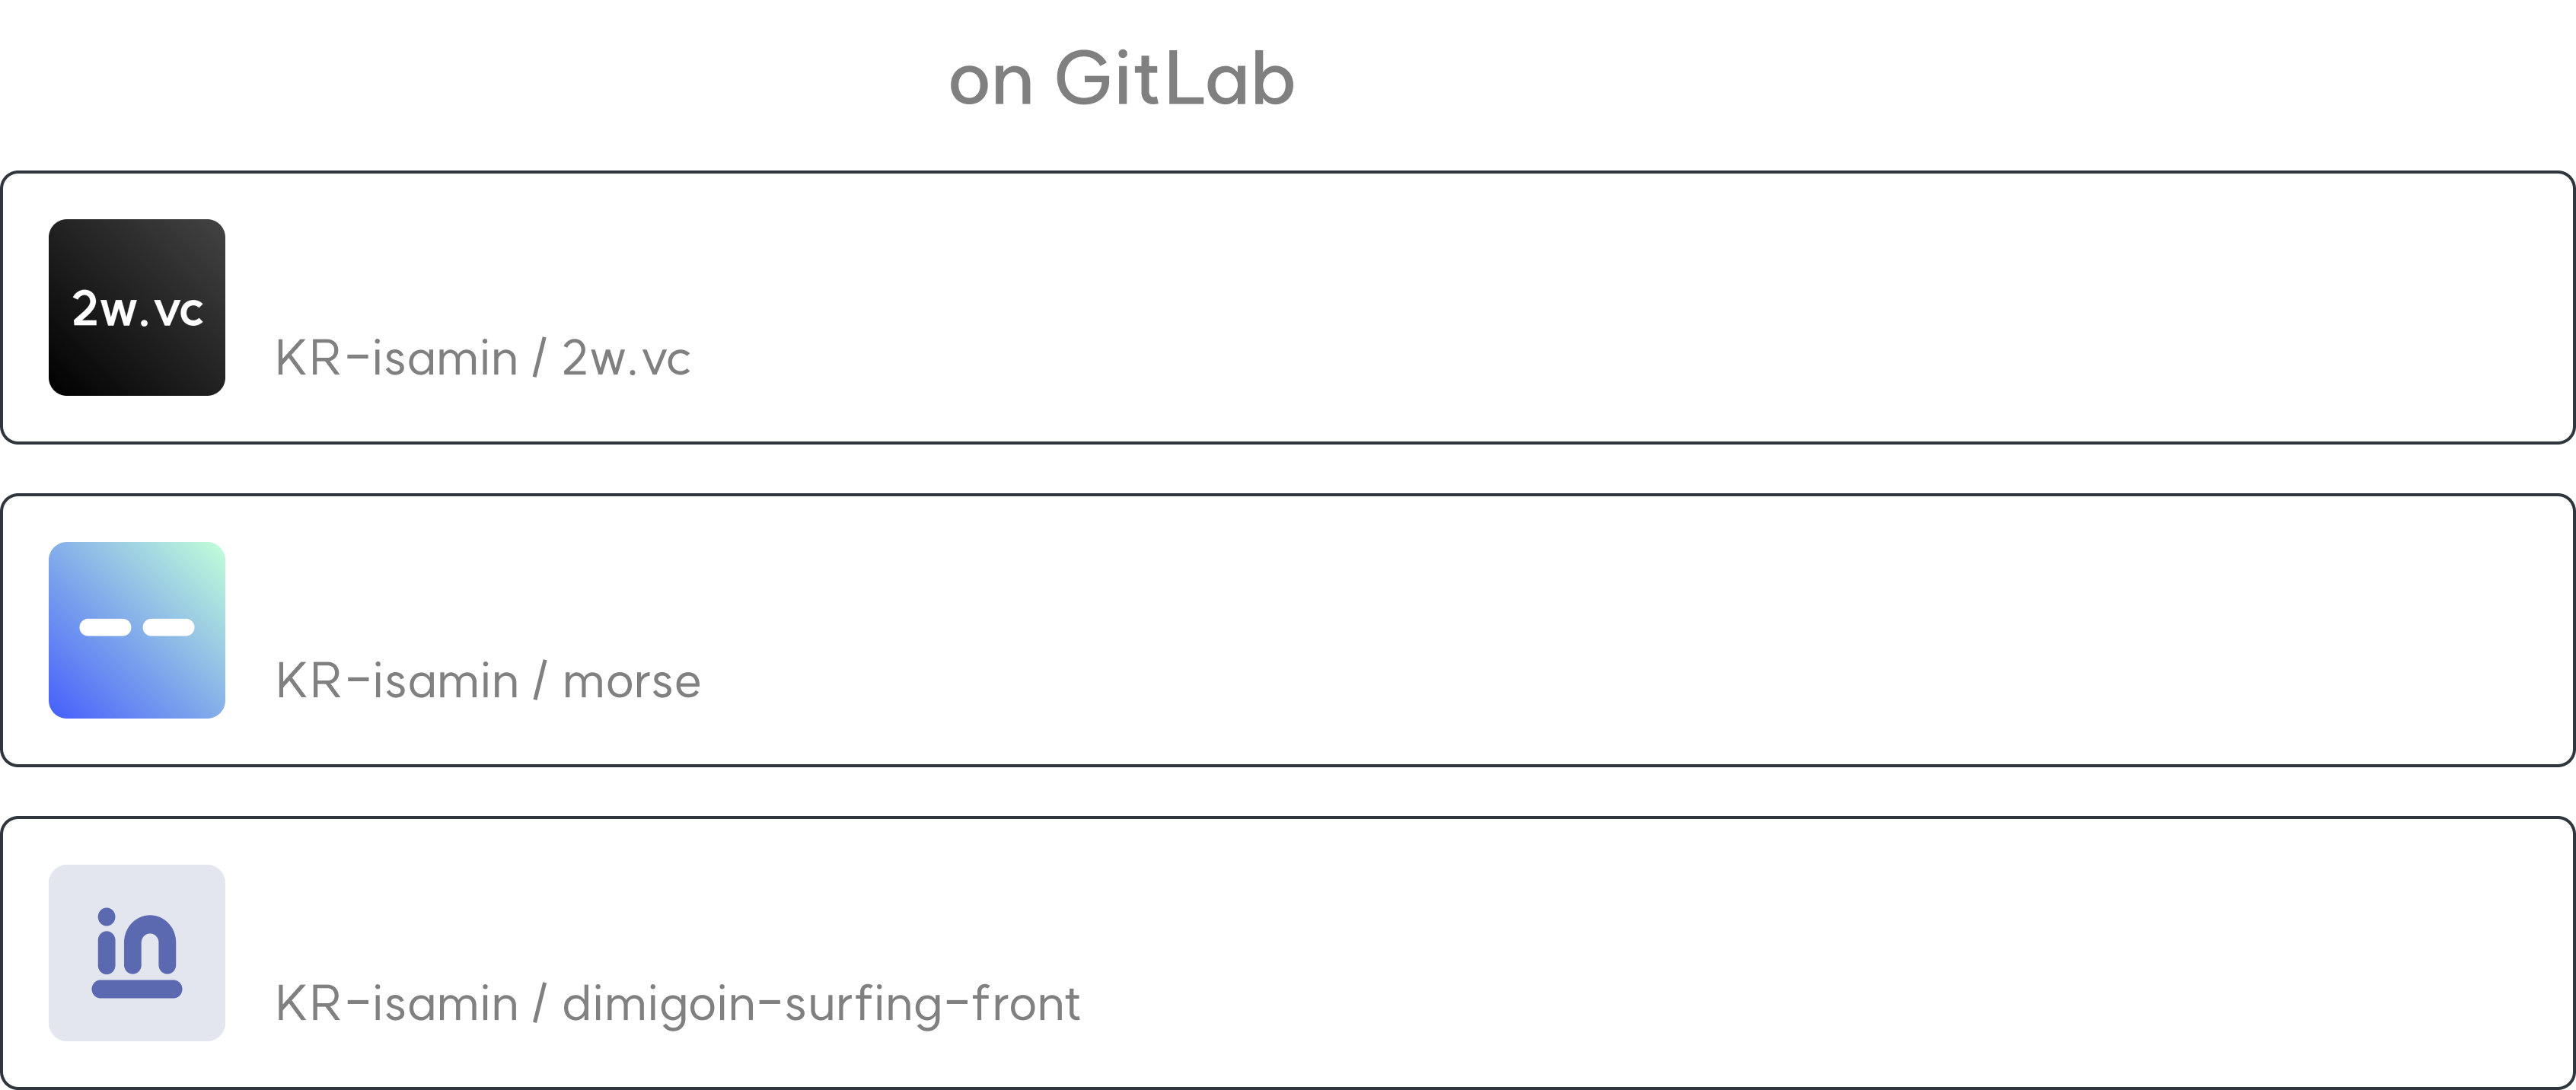 on GitLab
2w.vc
KR-isamin / 2w.vc
KR-isamin / morse
in
KR-isamin / dimigoin-surfing-front